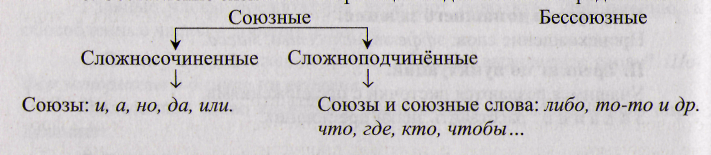 Союзные Бессоюзные
Сложносочиненные Сложноподчинённые
Союзы: и, а, но, да, или. Союзы и союзные слова: либо, то-то и др.
что, где, кто, чтобы...